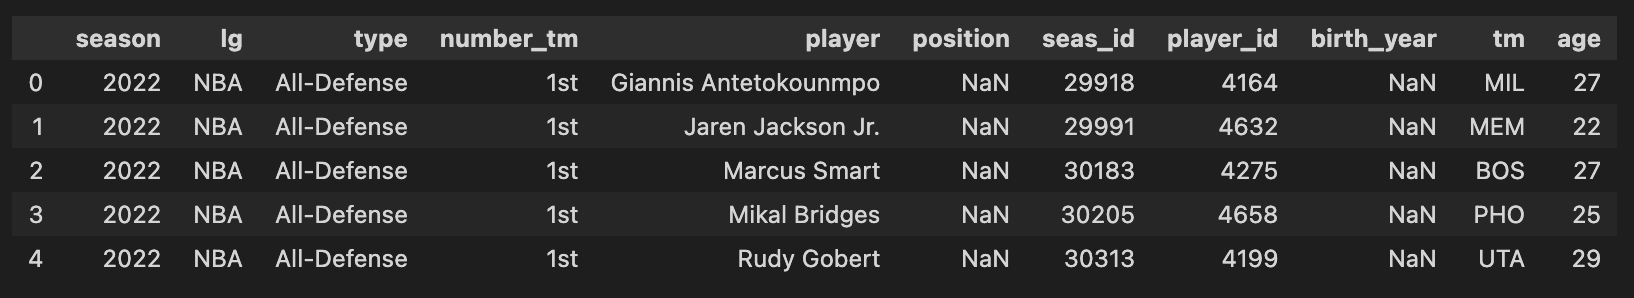 season lg type number_tm player position seas_id player_id birth_year tm age
0 2022 NBA All-Defense 1st Giannis Antetokounmpo NaN 29918 4164 NaN MIL 27
1 2022 NBA All-Defense 1st Jaren Jackson Jr. NaN 29991 4632 NaN MEM 22
2 2022 NBA All-Defense 1st Marcus Smart NaN 30183 4275 NaN BOS 27
3 2022 NBA All-Defense 1st Mikal Bridges NaN 30205 4658 NaN PHO 25
4 2022 NBA All-Defense 1st Rudy Gobert NaN 30313 4199 NaN UTA 29